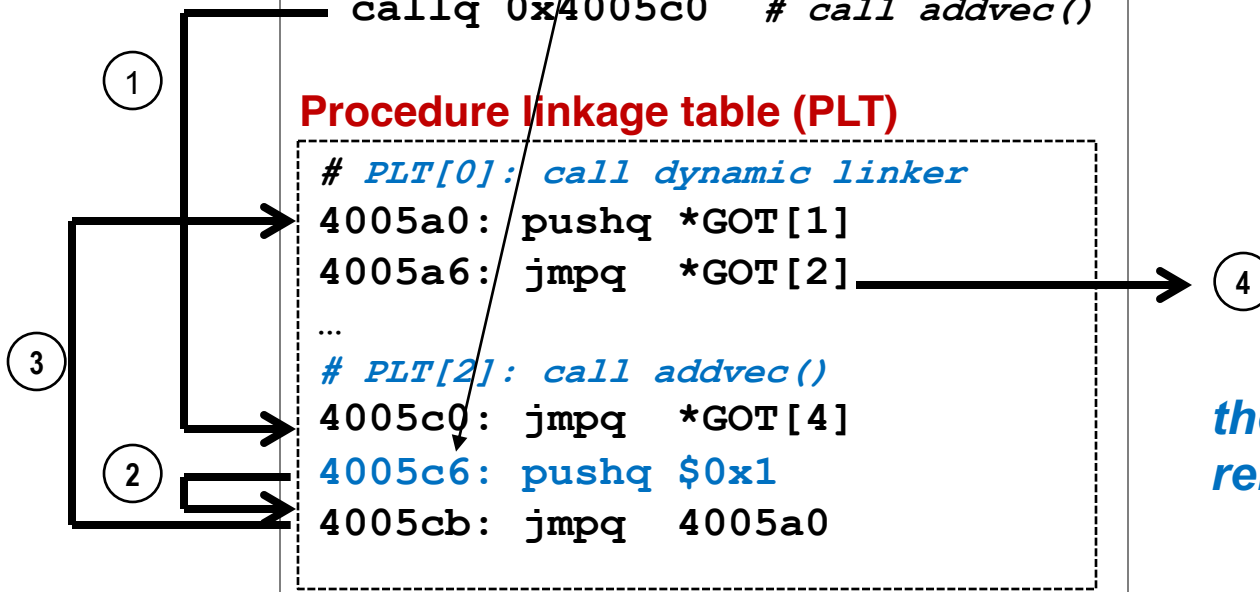 callq 0x4005c0 # call addvec()
1
Procedure linkage table (PLT)
# PLT[0]: call dynamic linker
4005a0: pushq *GOT[1]
4005a6: jmpq *GOT[2]
4
…
3
# PLT[2]: call addvec()
4005c0: jmpq *GOT[4]
2
4005c6: pushq $0x1
4005cb: jmpq 4005a0